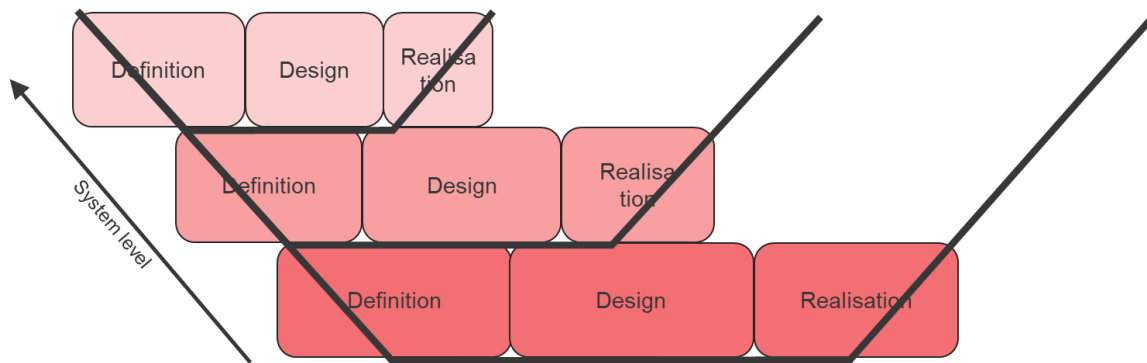 Definition
Design
Realisa
tion
Definition
Design
Realisa
tion
System level
Definition
Design
Realisation